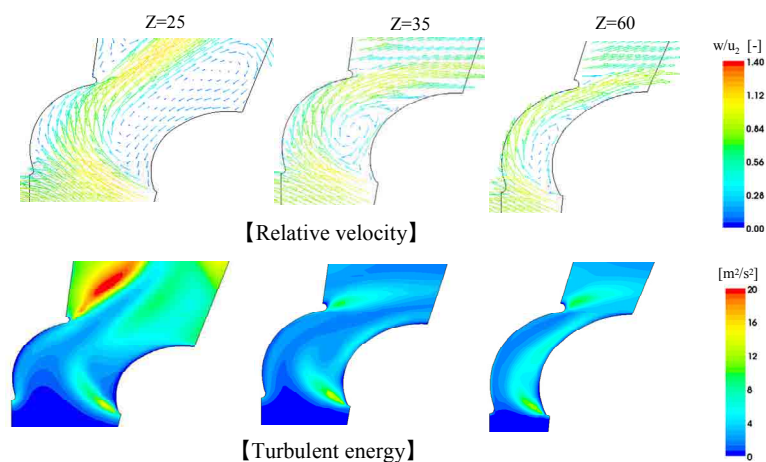 Z=25 Z=35 Z=60
w/u₂ [-]
1.40
1.12
0.84
0.56
0.28
0.00
【Relative velocity】
[m²/s²]
20
16
12
8
4
0
【Turbulent energy】